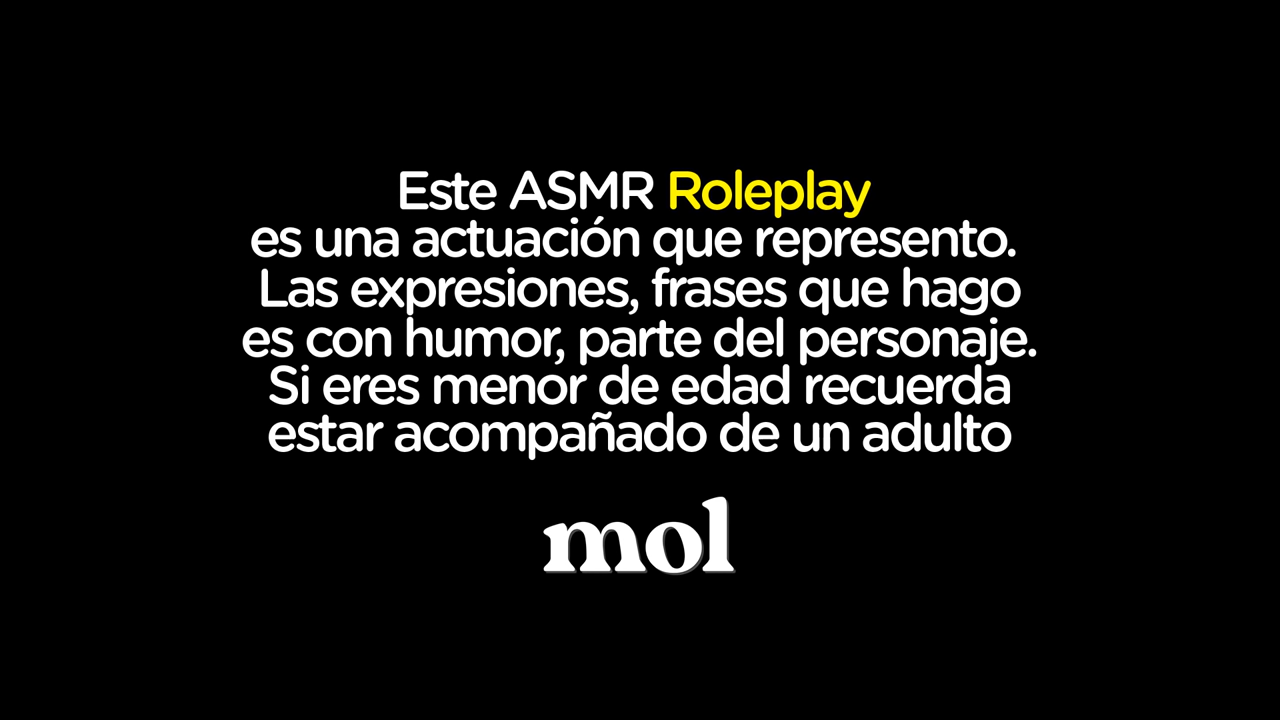 Este ASMR Roleplay
es una actuación que represento.
Las expresiones, frases que hago
es con humor, parte del personaje.
Si eres menor de edad recuerda
estar acompañado de un adulto
mol